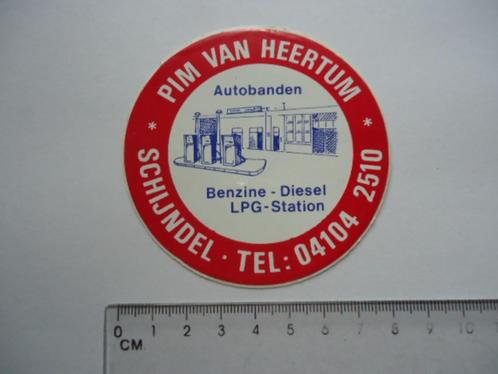 * PIM VAN HEERTUM *
SCHIJNDEL · TEL: 04104 2510
Autobanden
Benzine - Diesel
LPG - Station
0 1 2 3 4 5 6 7 8 9 10
CM